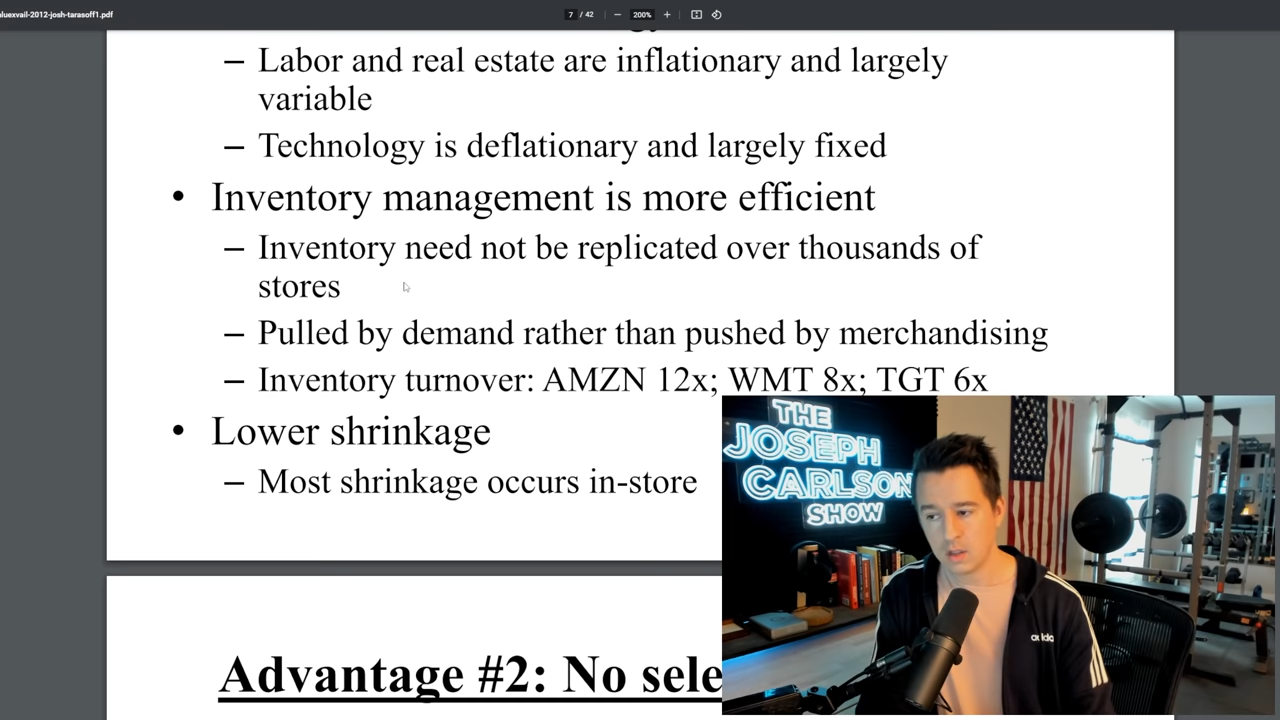 luexvail-2012-josh-tarasoff1.pdf
7 / 42
200%
– Labor and real estate are inflationary and largely
variable
– Technology is deflationary and largely fixed
• Inventory management is more efficient
– Inventory need not be replicated over thousands of
stores
– Pulled by demand rather than pushed by merchandising
– Inventory turnover: AMZN 12x; WMT 8x; TGT 6x
• Lower shrinkage
– Most shrinkage occurs in-store
Advantage #2: No sele
THE
JOSEPH
CARLSON
SHOW
adidas